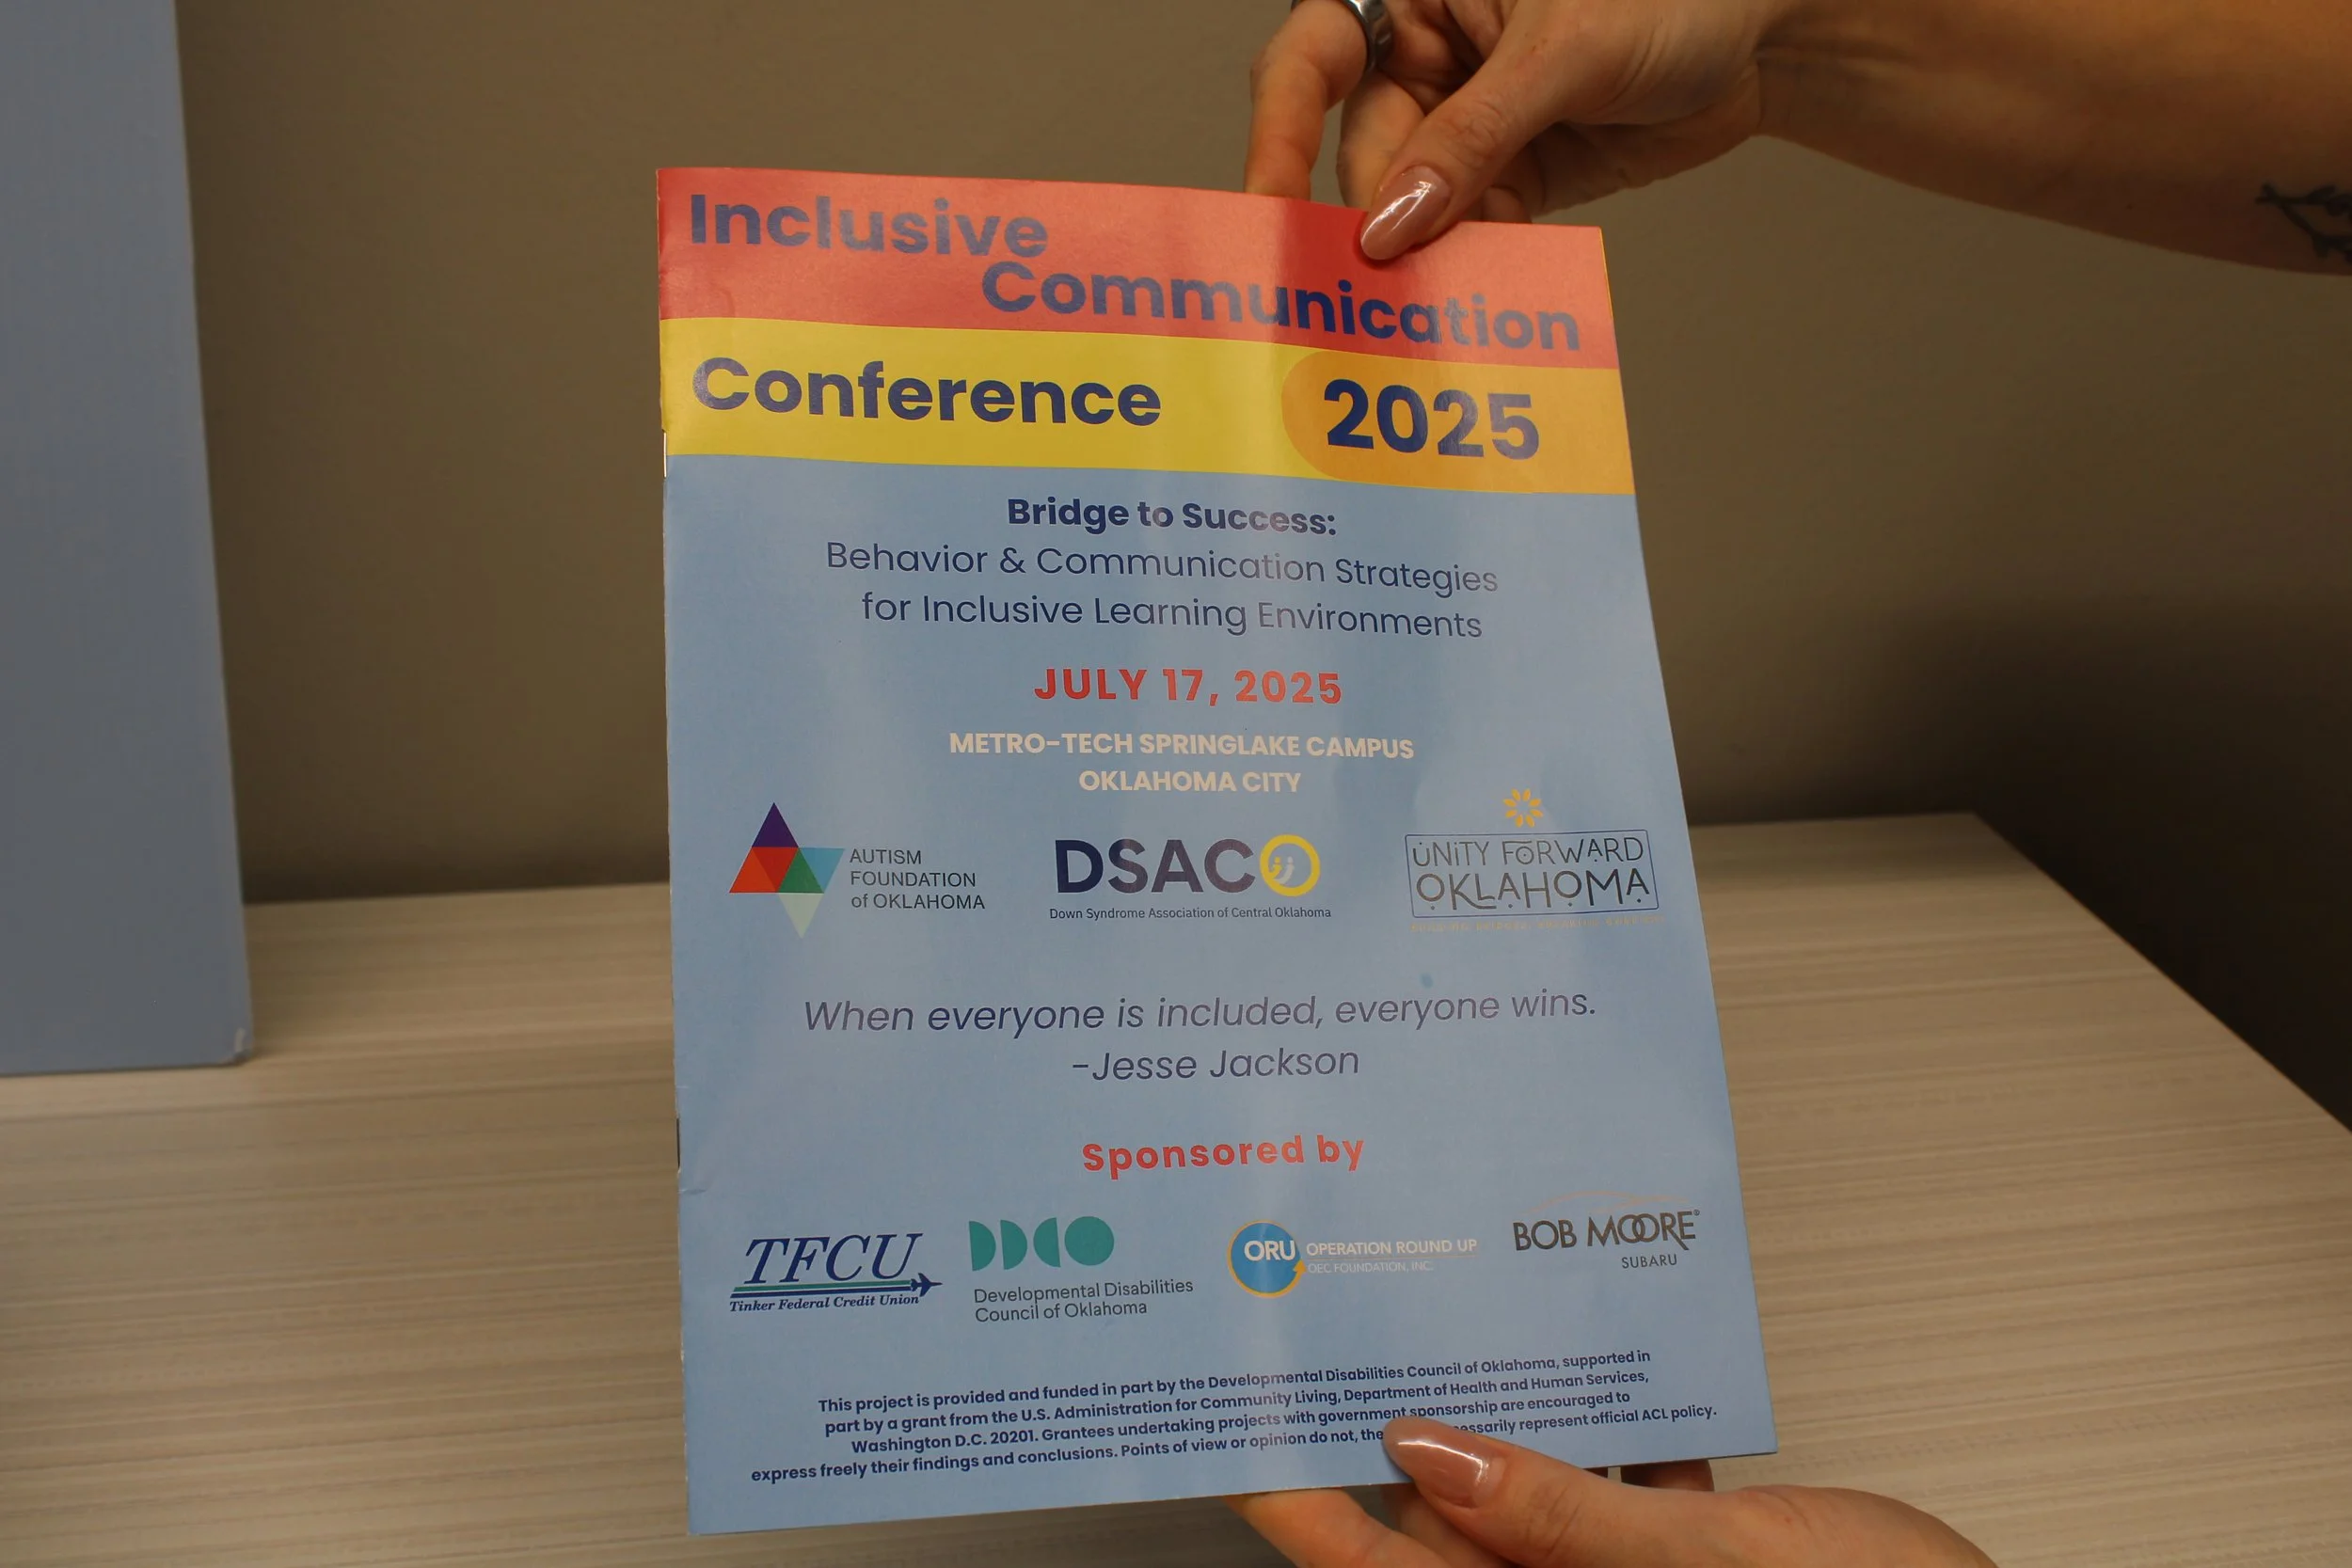 Inclusive
Communication
Conference 2025
Bridge to Success:
Behavior & Communication Strategies
for Inclusive Learning Environments
JULY 17, 2025
METRO-TECH SPRINGLAKE CAMPUS
OKLAHOMA CITY
AUTISM
FOUNDATION
of OKLAHOMA
DSACO
Down Syndrome Association of Central Oklahoma
UNITY FORWARD
OKLAHOMA
When everyone is included, everyone wins.
-Jesse Jackson
Sponsored by
TFCU
Tinker Federal Credit Union
Developmental Disabilities
Council of Oklahoma
ORU OPERATION ROUND UP
OEC FOUNDATION, INC.
BOB MOORE®
SUBARU
This project is provided and funded in part by the Developmental Disabilities Council of Oklahoma, supported in
part by a grant from the U.S. Administration for Community Living, Department of Health and Human Services,
Washington D.C. 20201. Grantees undertaking projects with government sponsorship are encouraged to
express freely their findings and conclusions. Points of view or opinion do not, represent official ACL policy.